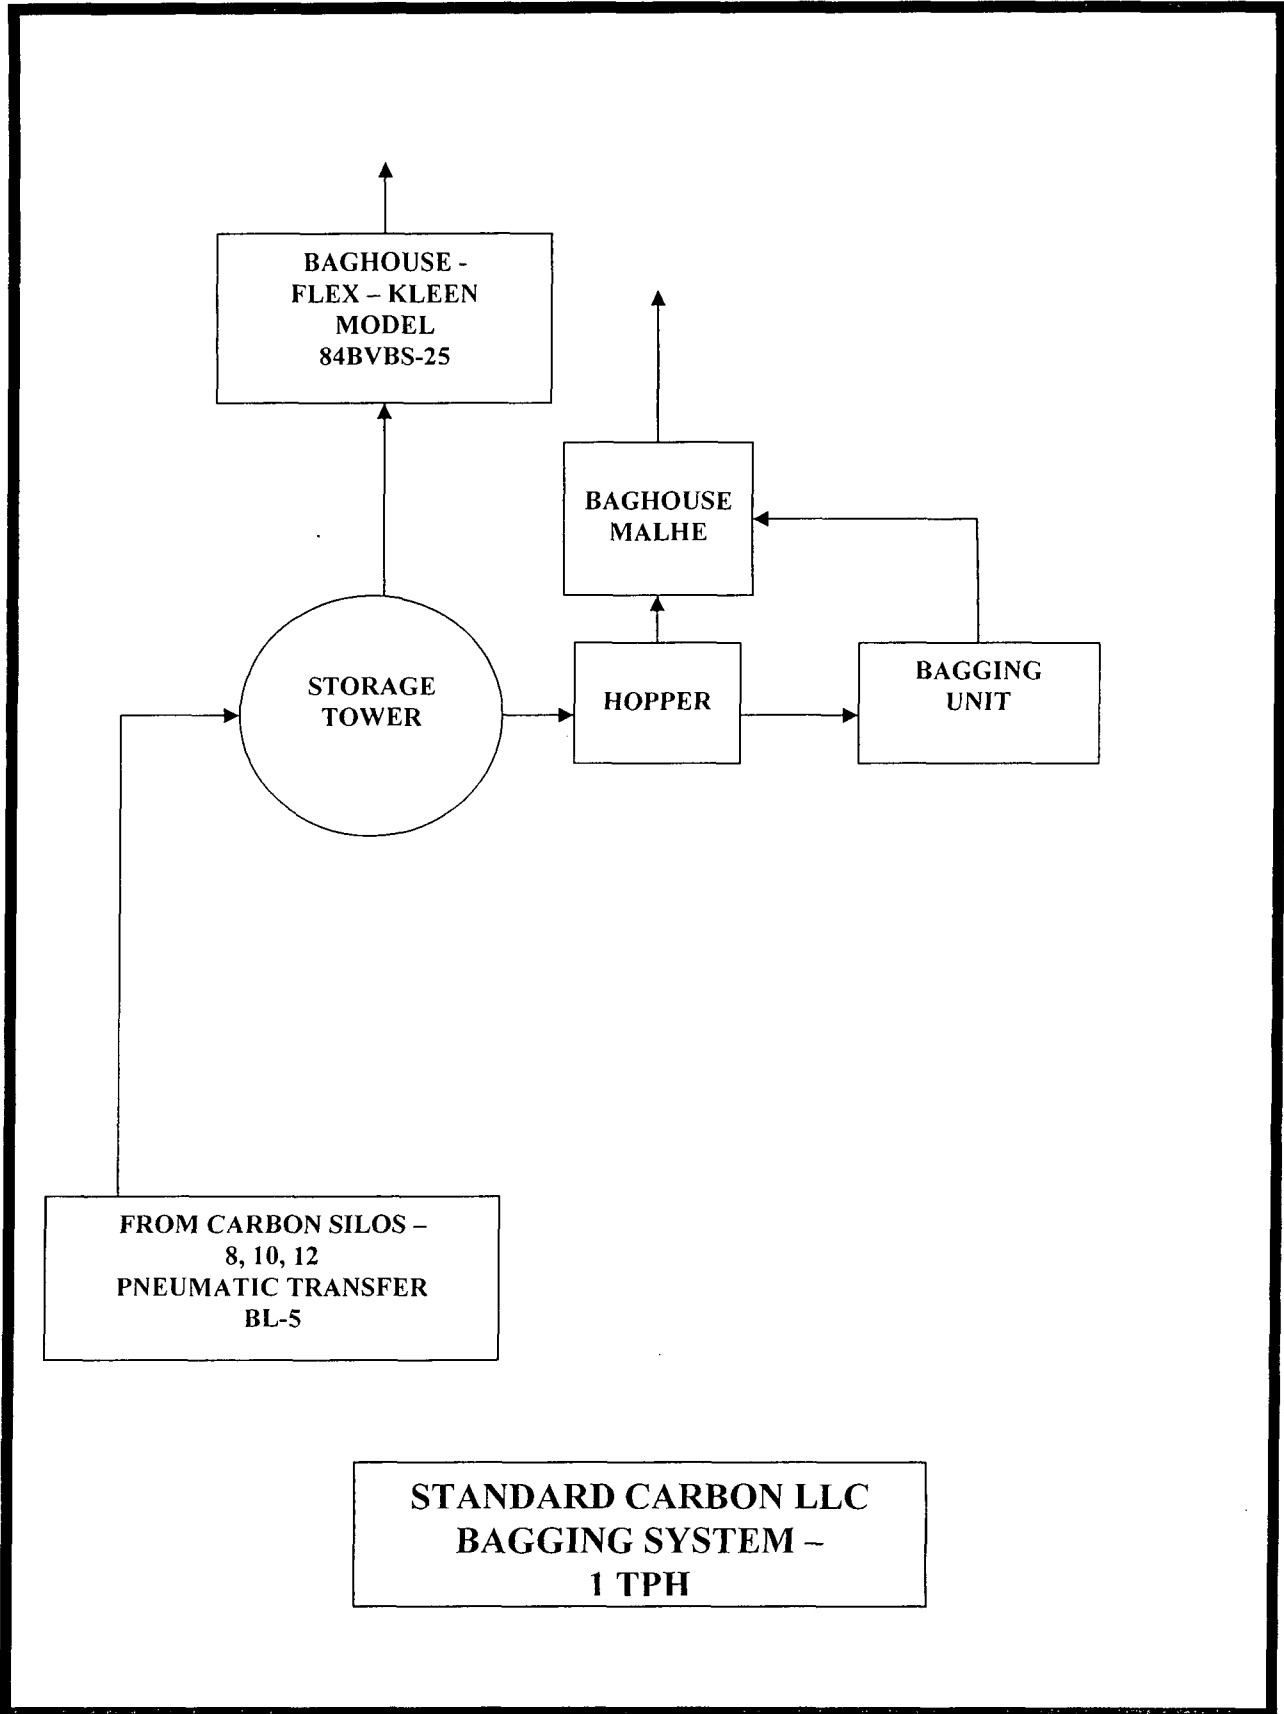 BAGHOUSE -
FLEX – KLEEN
MODEL
84BVBS-25
BAGHOUSE
MALHE
STORAGE
TOWER
HOPPER
BAGGING
UNIT
FROM CARBON SILOS –
8, 10, 12
PNEUMATIC TRANSFER
BL-5
STANDARD CARBON LLC
BAGGING SYSTEM –
1 TPH